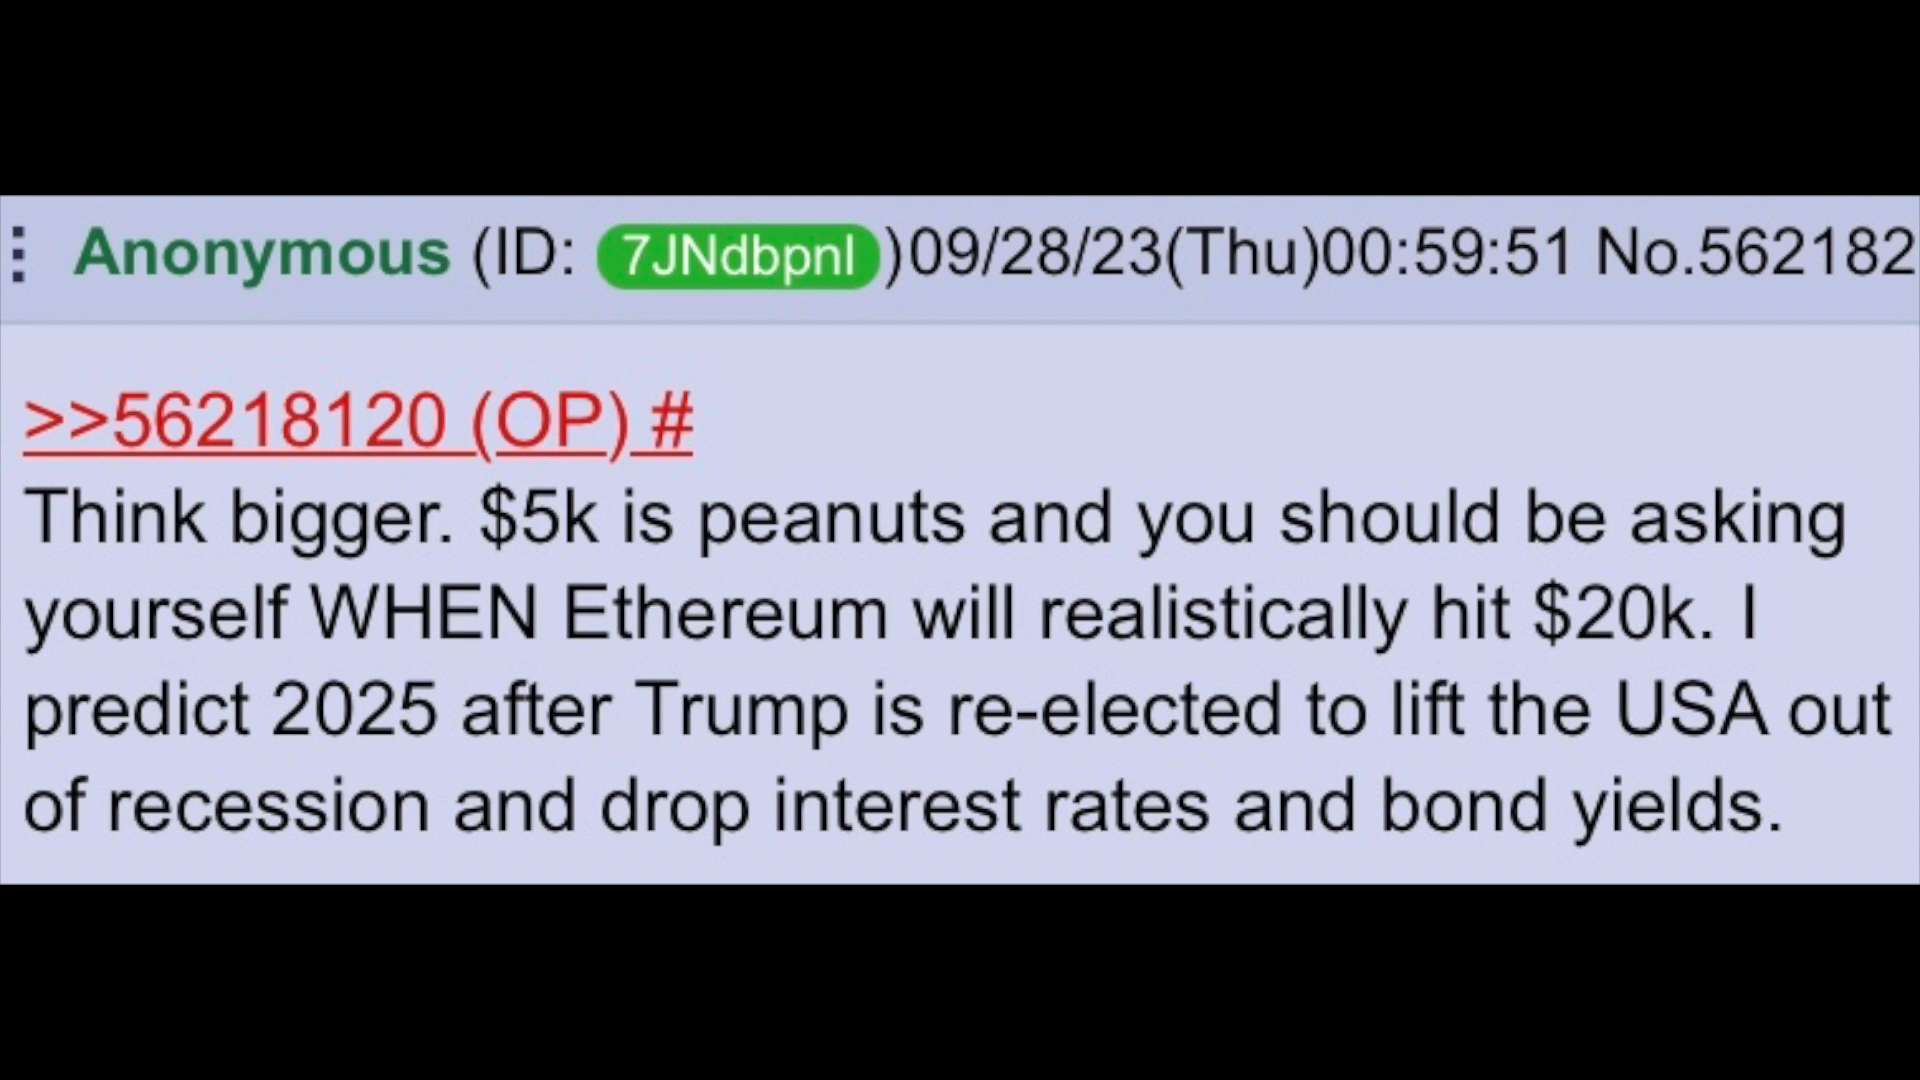 Anonymous (ID: 7JNdbpnl )09/28/23(Thu)00:59:51 No.562182
>>56218120 (OP) #
Think bigger. $5k is peanuts and you should be asking
yourself WHEN Ethereum will realistically hit $20k. I
predict 2025 after Trump is re-elected to lift the USA out
of recession and drop interest rates and bond yields.